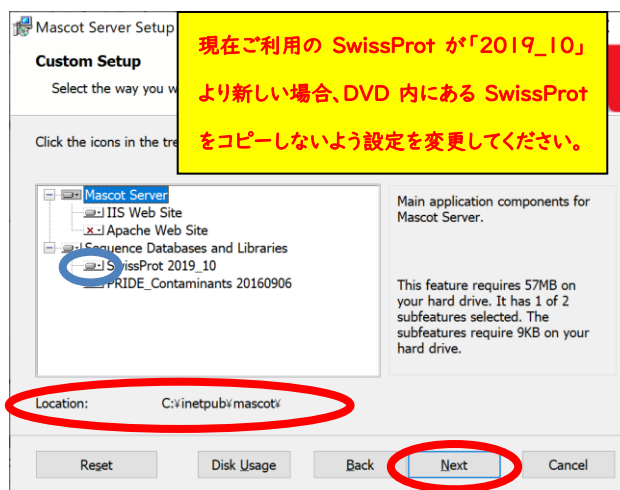 Mascot Server Setup
現在ご利用の SwissProt が「2019_10」
より新しい場合、DVD 内にある SwissProt
をコピーしないよう設定を変更してください。
Custom Setup
Select the way you w
Click the icons in the tre
Mascot Server
IIS Web Site
Apache Web Site
Sequence Databases and Libraries
SwissProt 2019_10
PRIDE_Contaminants 20160906
Main application components for
Mascot Server.
This feature requires 57MB on
your hard drive. It has 1 of 2
subfeatures selected. The
subfeatures require 9KB on your
hard drive.
Location: C:¥inetpub¥mascot¥
Reset Disk Usage Back Next Cancel